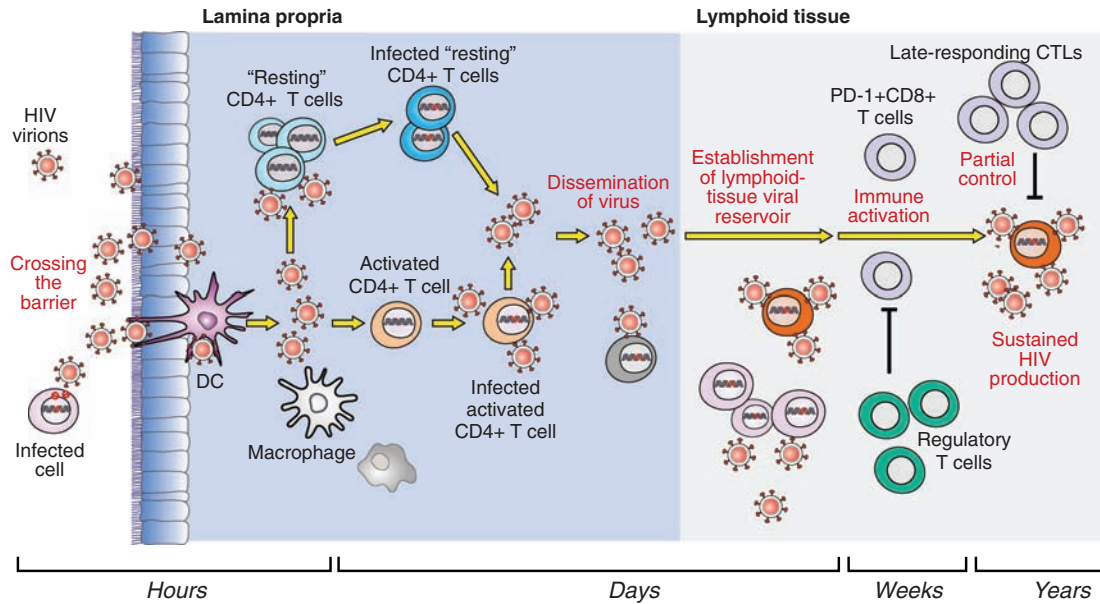 Lamina propria
Lymphoid tissue
HIV
virions
Crossing
the
barrier
Infected
cell
"Resting"
CD4+ T cells
Infected "resting"
CD4+ T cells
DC
Activated
CD4+ T cell
Macrophage
Infected
activated
CD4+ T cell
Dissemination
of virus
Establishment
of lymphoid-
tissue viral
reservoir
PD-1+CD8+
T cells
Immune
activation
Regulatory
T cells
Late-responding CTLs
Partial
control
Sustained
HIV
production
Hours
Days
Weeks
Years